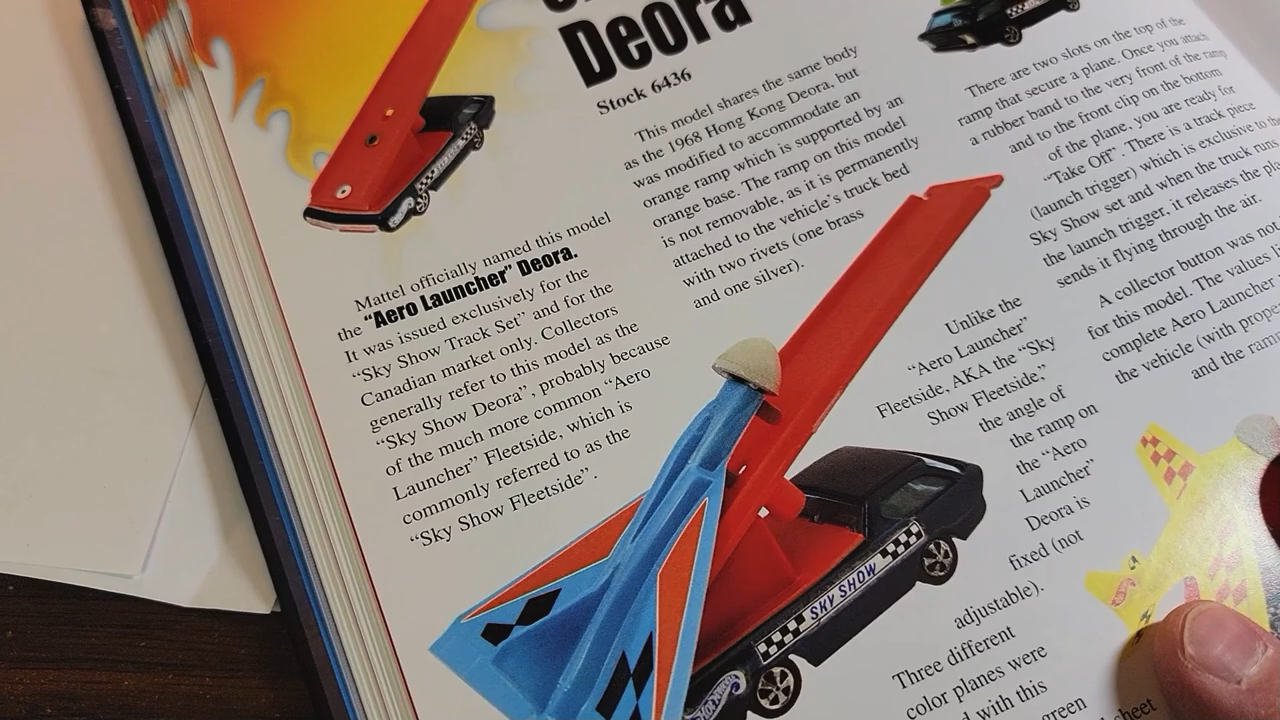 Deora
Stock 6436
Mattel officially named this model
the "Aero Launcher" Deora.
It was issued exclusively for the
"Sky Show Track Set" and for the
Canadian market only. Collectors
generally refer to this model as the
"Sky Show Deora", probably because
of the much more common "Aero
Launcher" Fleetside, which is
commonly referred to as the
"Sky Show Fleetside".
This model shares the same body
as the 1968 Hong Kong Deora, but
was modified to accommodate an
orange ramp which is supported by an
orange base. The ramp on this model
is not removable, as it is permanently
attached to the vehicle's truck bed
with two rivets (one brass
and one silver).
Unlike the
"Aero Launcher"
Fleetside, AKA the "Sky
Show Fleetside,"
the angle of
the ramp on
the "Aero
Launcher"
Deora is
fixed (not
adjustable).
Three different
color planes were
with this
green
sheet
There are two slots on the top of the
ramp that secure a plane. Once you attach
a rubber band to the very front of the ramp
and to the front clip on the bottom
of the plane, you are ready for
"Take Off". There is a track piece
(launch trigger) which is exclusive to the
Sky Show set and when the truck runs
the launch trigger, it releases the
sends it flying through the air.
A collector button was not
for this model. The values
complete Aero Launcher
the vehicle (with
and the
SKY SHOW